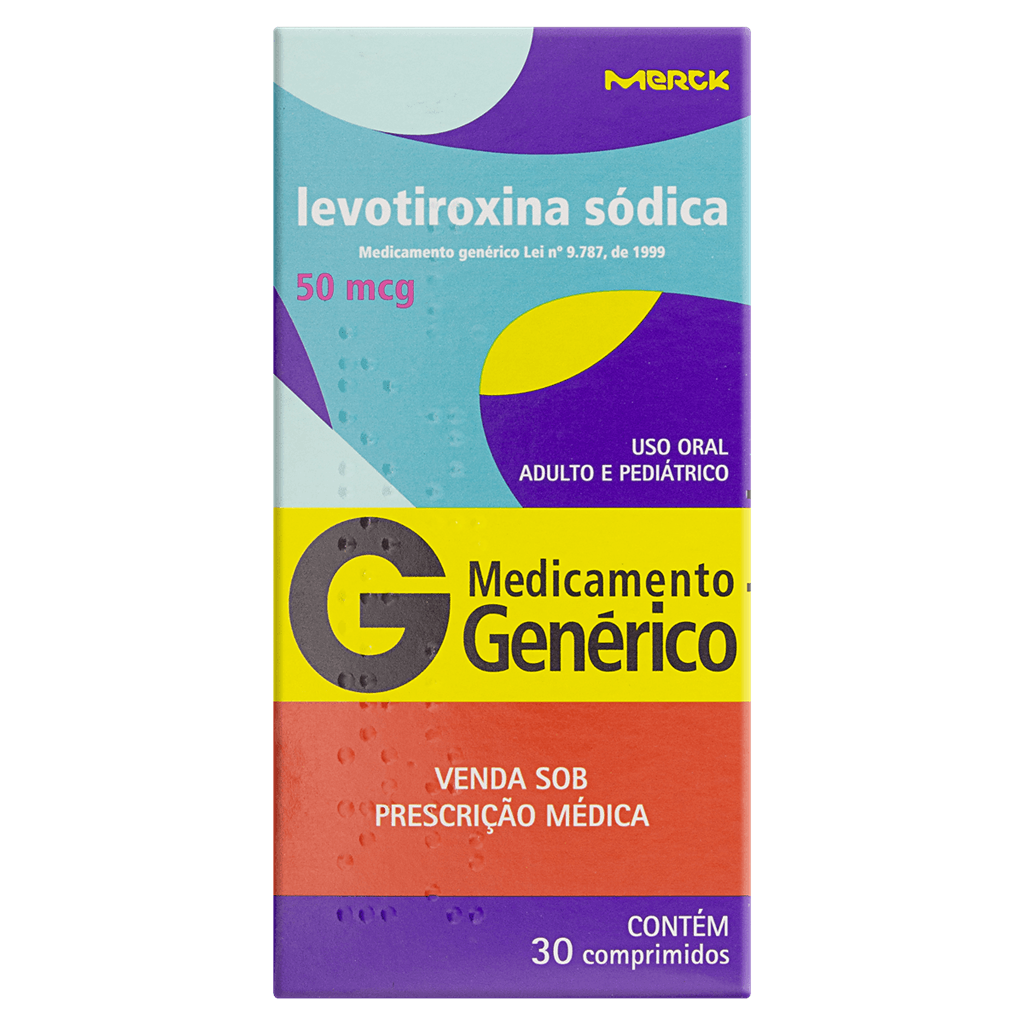 MERCK
levotiroxina sódica
Medicamento genérico Lei nº 9.787, de 1999
50 mcg
USO ORAL
ADULTO E PEDIÁTRICO
G
Medicamento
Genérico
VENDA SOB
PRESCRIÇÃO MÉDICA
CONTÉM
30 comprimidos